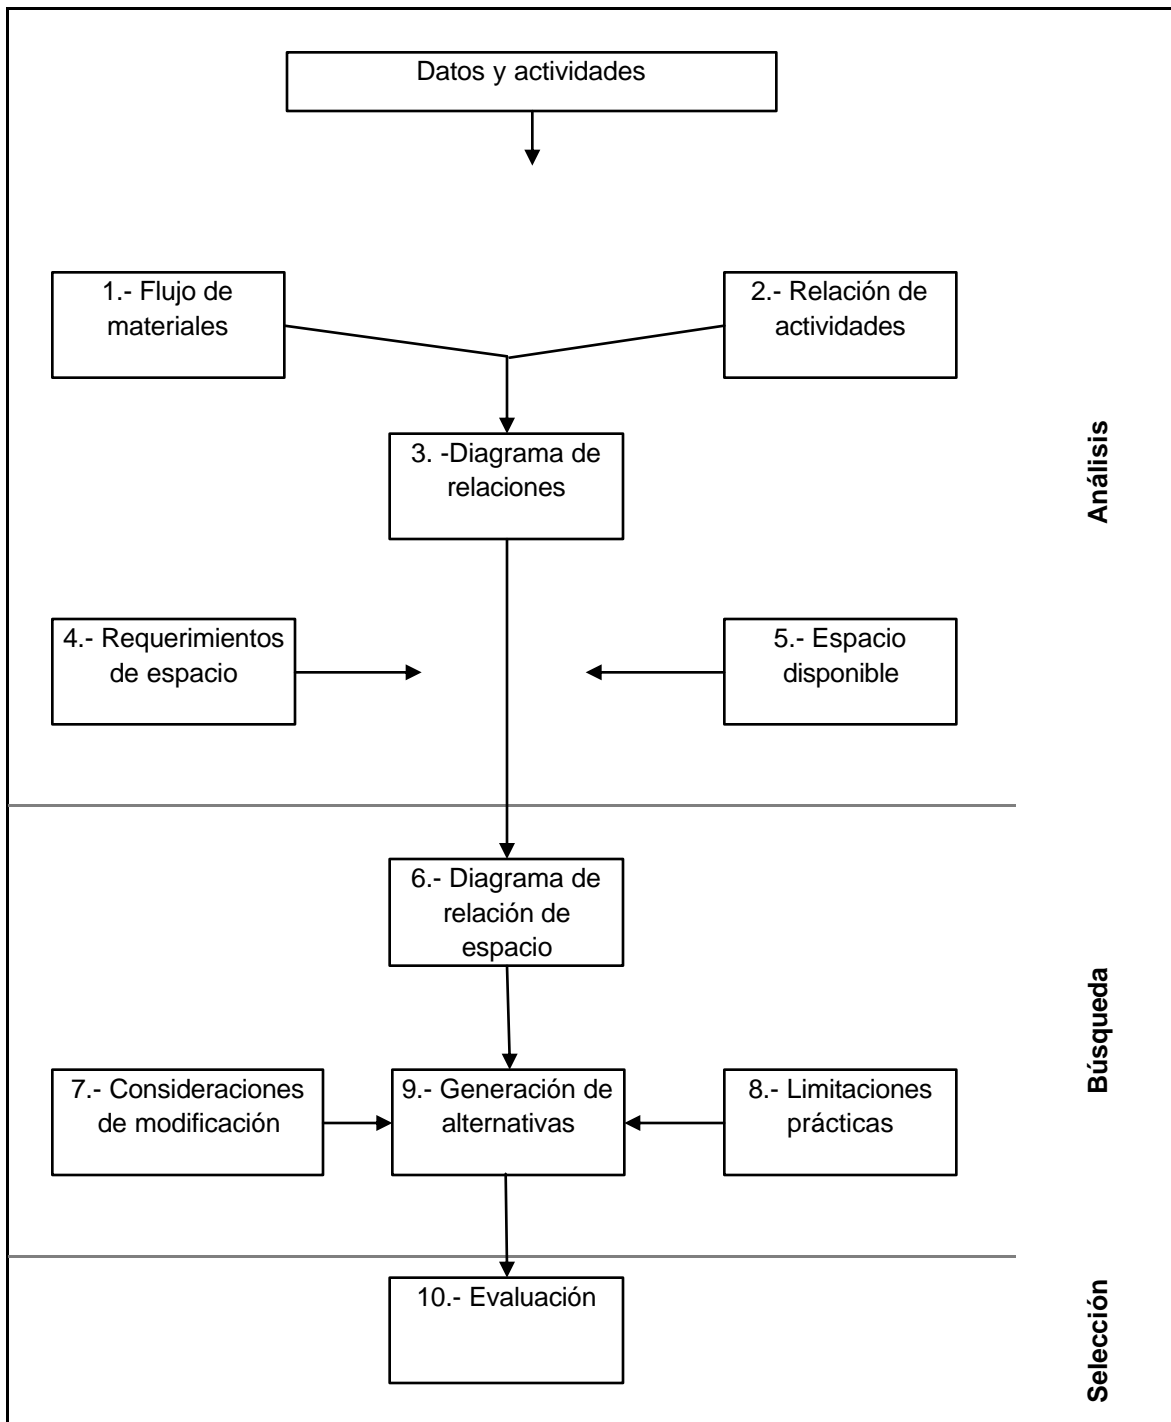 Datos y actividades
1.- Flujo de
materiales
2.- Relación de
actividades
3. -Diagrama de
relaciones
Análisis
4.- Requerimientos
de espacio
5.- Espacio
disponible
6.- Diagrama de
relación de
espacio
Búsqueda
7.- Consideraciones
de modificación
9.- Generación de
alternativas
8.- Limitaciones
prácticas
10.- Evaluación
Selección